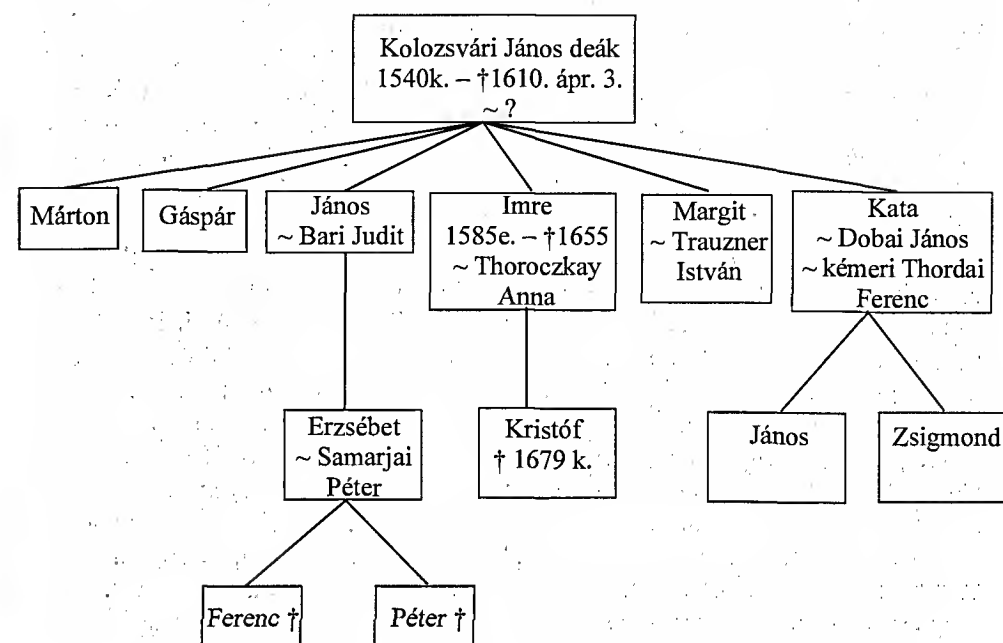 Kolozsvári János deák
1540k. – †1610. ápr. 3.
~ ?
Márton
Gáspár
János
~ Bari Judit
Imre
1585e. – †1655
~ Thoroczkay
Anna
Margit
~ Trauzner
István
Kata
~ Dobai János
~ kémeri Thordai
Ferenc
Erzsébet
~ Samarjai
Péter
Kristóf
† 1679 k.
János
Zsigmond
Ferenc †
Péter †